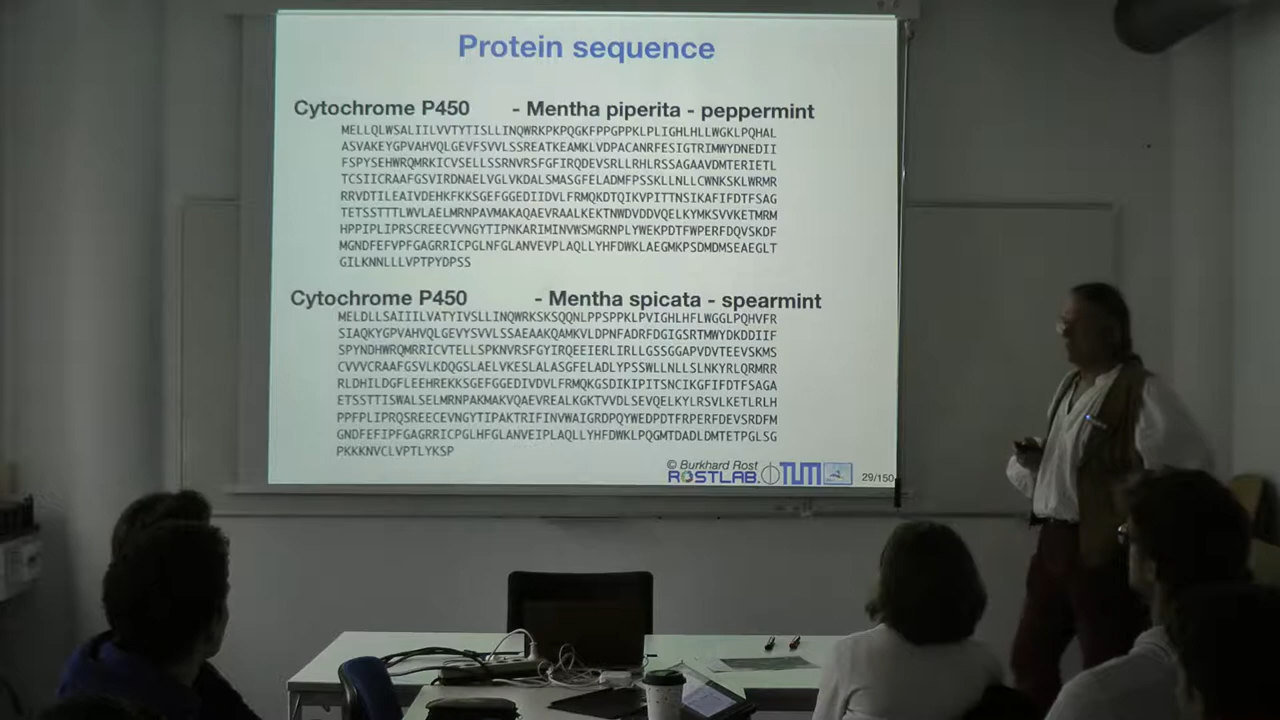 Protein sequence
Cytochrome P450 - Mentha piperita - peppermint
MELLQLWSALIILVVTYTISLLINQWRKPKPQGKFPPGPPKLPLIGHLHLLWGKLPQHAL
ASVAKEYGPVAHVQLGEVFSVVLSSREATKEAMKLVDPACANRFESIGTRIMWYDNEDII
FSPYSEHWRQMRKICVSELLSSRNVRSFGFIRQDEVSRLLRHLRSSAGAAVDMTERIETL
TCSIICRAAFGSVIRDNAELVGLVKDALSMASGFELADMFPSSKLLNLLCWNKSKLWRMR
RRVDTILEAIVDEHKFKKSGEFGGEDIIDVLFRMQKDTQIKVPITTNSIKAFIFDTFSAG
TETSSTTTLWVLAELMRNPAVMAKAQAEVRAALKEKTNWDVDDVQELKYMKSVVKETMRM
HPPIPLIPRSCREECVVNGYTIPNKARIMINVWSMGRNPLYWEKPDTFWPERFDQVSKDF
MGNDFEFVPFGAGRRICPGLNFGLANVEVPLAQLLYHFDWKLAEGMKPSDMDMSEAEGLT
GILKNNLLLVPTPYDPSS
Cytochrome P450 - Mentha spicata - spearmint
MELDLLSAIIILVATYIVSLLINQWRKSKSQQNLPPSPPKLPVIGHLHFLWGGLPQHVFR
SIAQKYGPVAHVQLGEVYSVVLSSAEAAKQAMKVLDPNFADRFDGIGSRTMWYDKDDIIF
SPYNDHWRQMRRICVTELLSPKNVRSFGYIRQEEIERLIRLLGSSGGAPVDVTEEVSKMS
CVVVCRAAFGSVLKDQGSLAELVKESLALASGFELADLYPSSWLLNLLSLNKYRLQRMRR
RLDHILDGFLEEHREKKSGEFGGEDIVDVLFRMQKGSDIKIPITSNCIKGFIFDTFSAGA
ETSSTTISWALSELMRNPAKMAKVQAEVREALKGKTVVDLSEVQELKYLRSVLKETLRLH
PPFPLIPRQSREECEVNGYTIPAKTRIFINVWAIGRDPQYWEDPDTFRPERFDEVSRDFM
GNDFEFIPFGAGRRICPGLHFGLANVEIPLAQLLYHFDWKLPQGMTDADLDMTETPGLSG
PKKKNVCLVPTLYKSP
© Burkhard Rost
ROSTLAB TUM 29/150